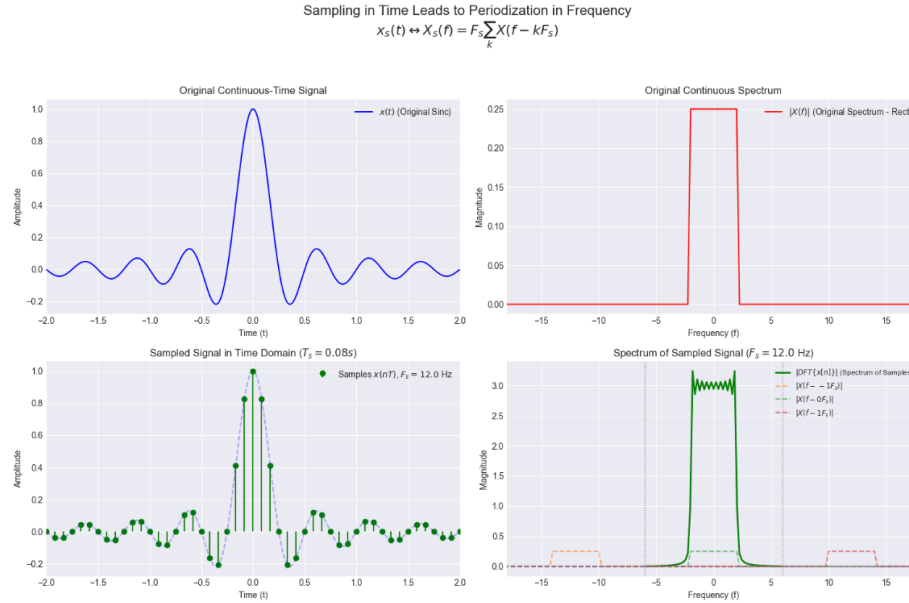 Sampling in Time Leads to Periodization in Frequency
x_s(t) ↔ X_s(f) = F_s ∑_k X(f − kF_s)
Original Continuous-Time Signal
x(t) (Original Sinc)
Amplitude
1.0
0.8
0.6
0.4
0.2
0.0
−0.2
−2.0 −1.5 −1.0 −0.5 0.0 0.5 1.0 1.5 2.0
Time (t)
Original Continuous Spectrum
|X(f)| (Original Spectrum - Rect
Magnitude
0.25
0.20
0.15
0.10
0.05
0.00
−15 −10 −5 0 5 10 15
Frequency (f)
Sampled Signal in Time Domain (T_s = 0.08s)
Samples x(nT), F_s = 12.0 Hz
Amplitude
1.0
0.8
0.6
0.4
0.2
0.0
−0.2
−2.0 −1.5 −1.0 −0.5 0.0 0.5 1.0 1.5 2.0
Time (t)
Spectrum of Sampled Signal (F_s = 12.0 Hz)
|DFT{x[n]}| (Spectrum of Samples
|X(f − −1F_s)|
|X(f − 0F_s)|
|X(f − 1F_s)|
Magnitude
3.0
2.5
2.0
1.5
1.0
0.5
0.0
−15 −10 −5 0 5 10 15
Frequency (f)